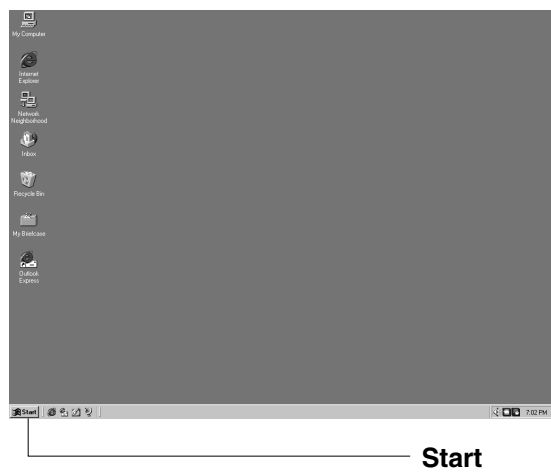 My Computer
Internet
Explorer
Network
Neighborhood
Inbox
Recycle Bin
My Briefcase
Outlook
Express
Start
7:02 PM
Start